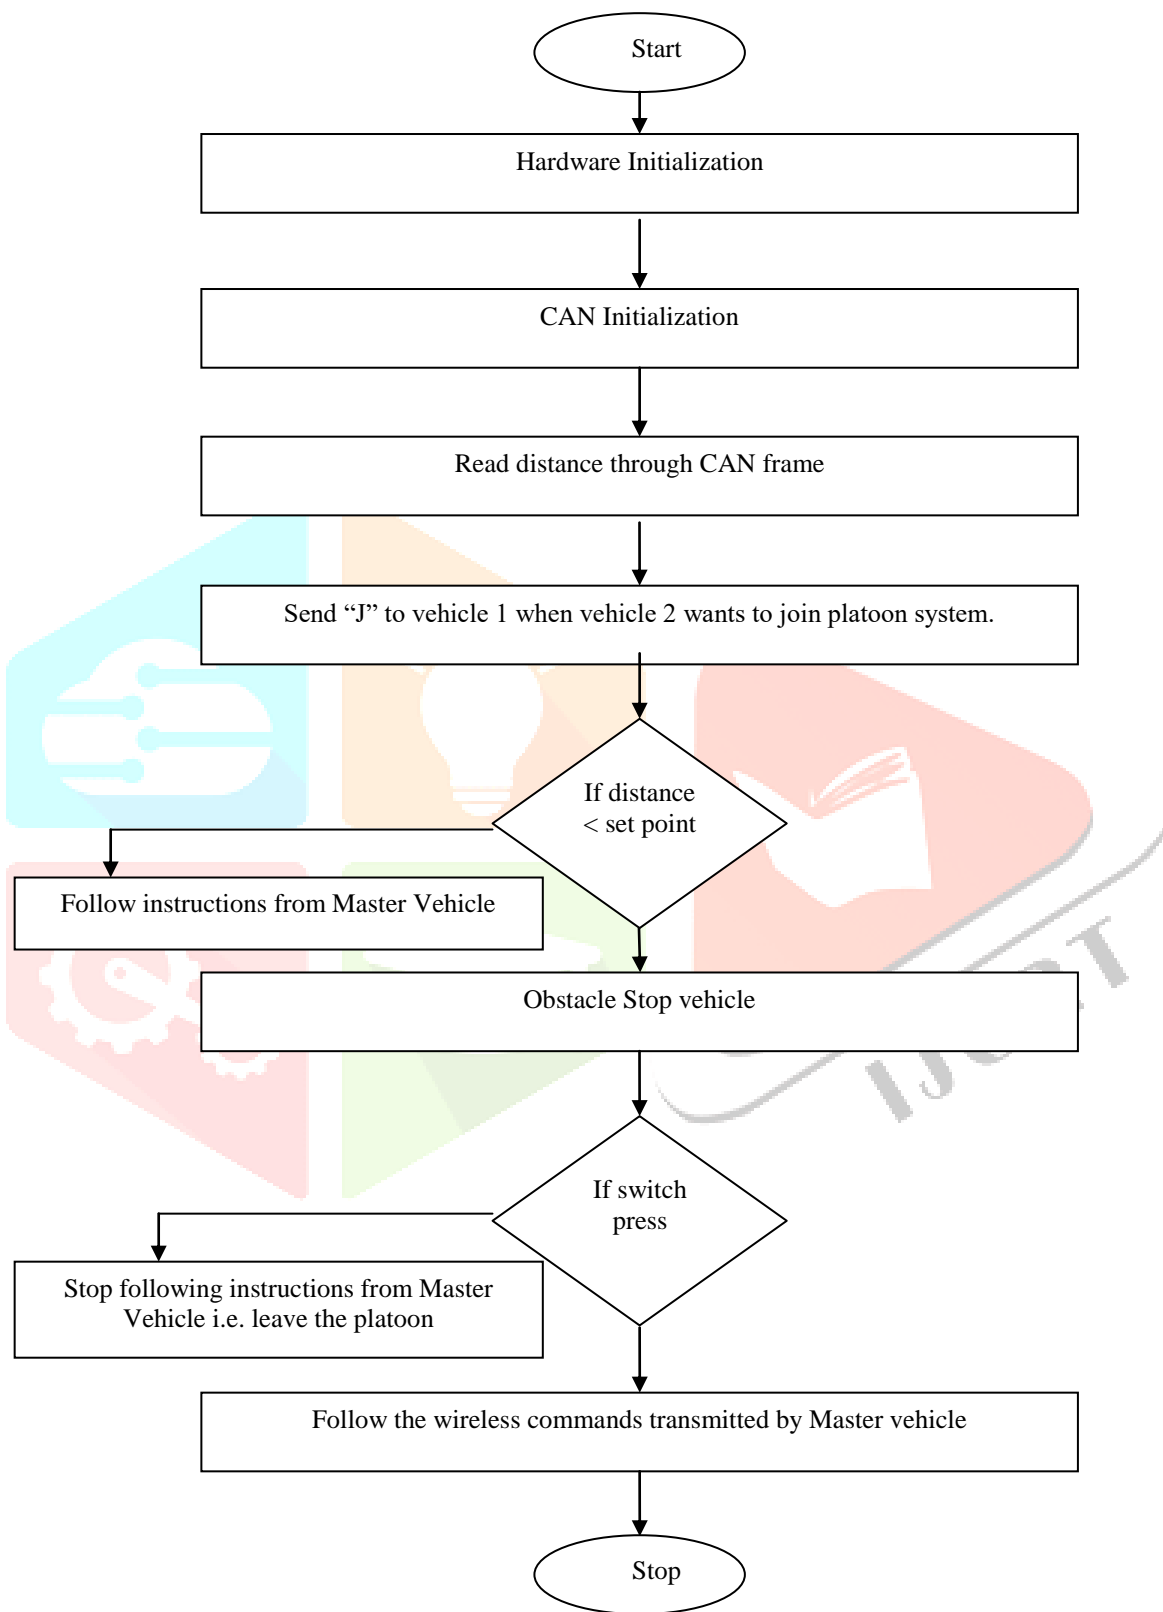 Start
Hardware Initialization
CAN Initialization
Read distance through CAN frame
Send “J” to vehicle 1 when vehicle 2 wants to join platoon system.
If distance
< set point
Follow instructions from Master Vehicle
Obstacle Stop vehicle
If switch
press
Stop following instructions from Master
Vehicle i.e. leave the platoon
Follow the wireless commands transmitted by Master vehicle
Stop